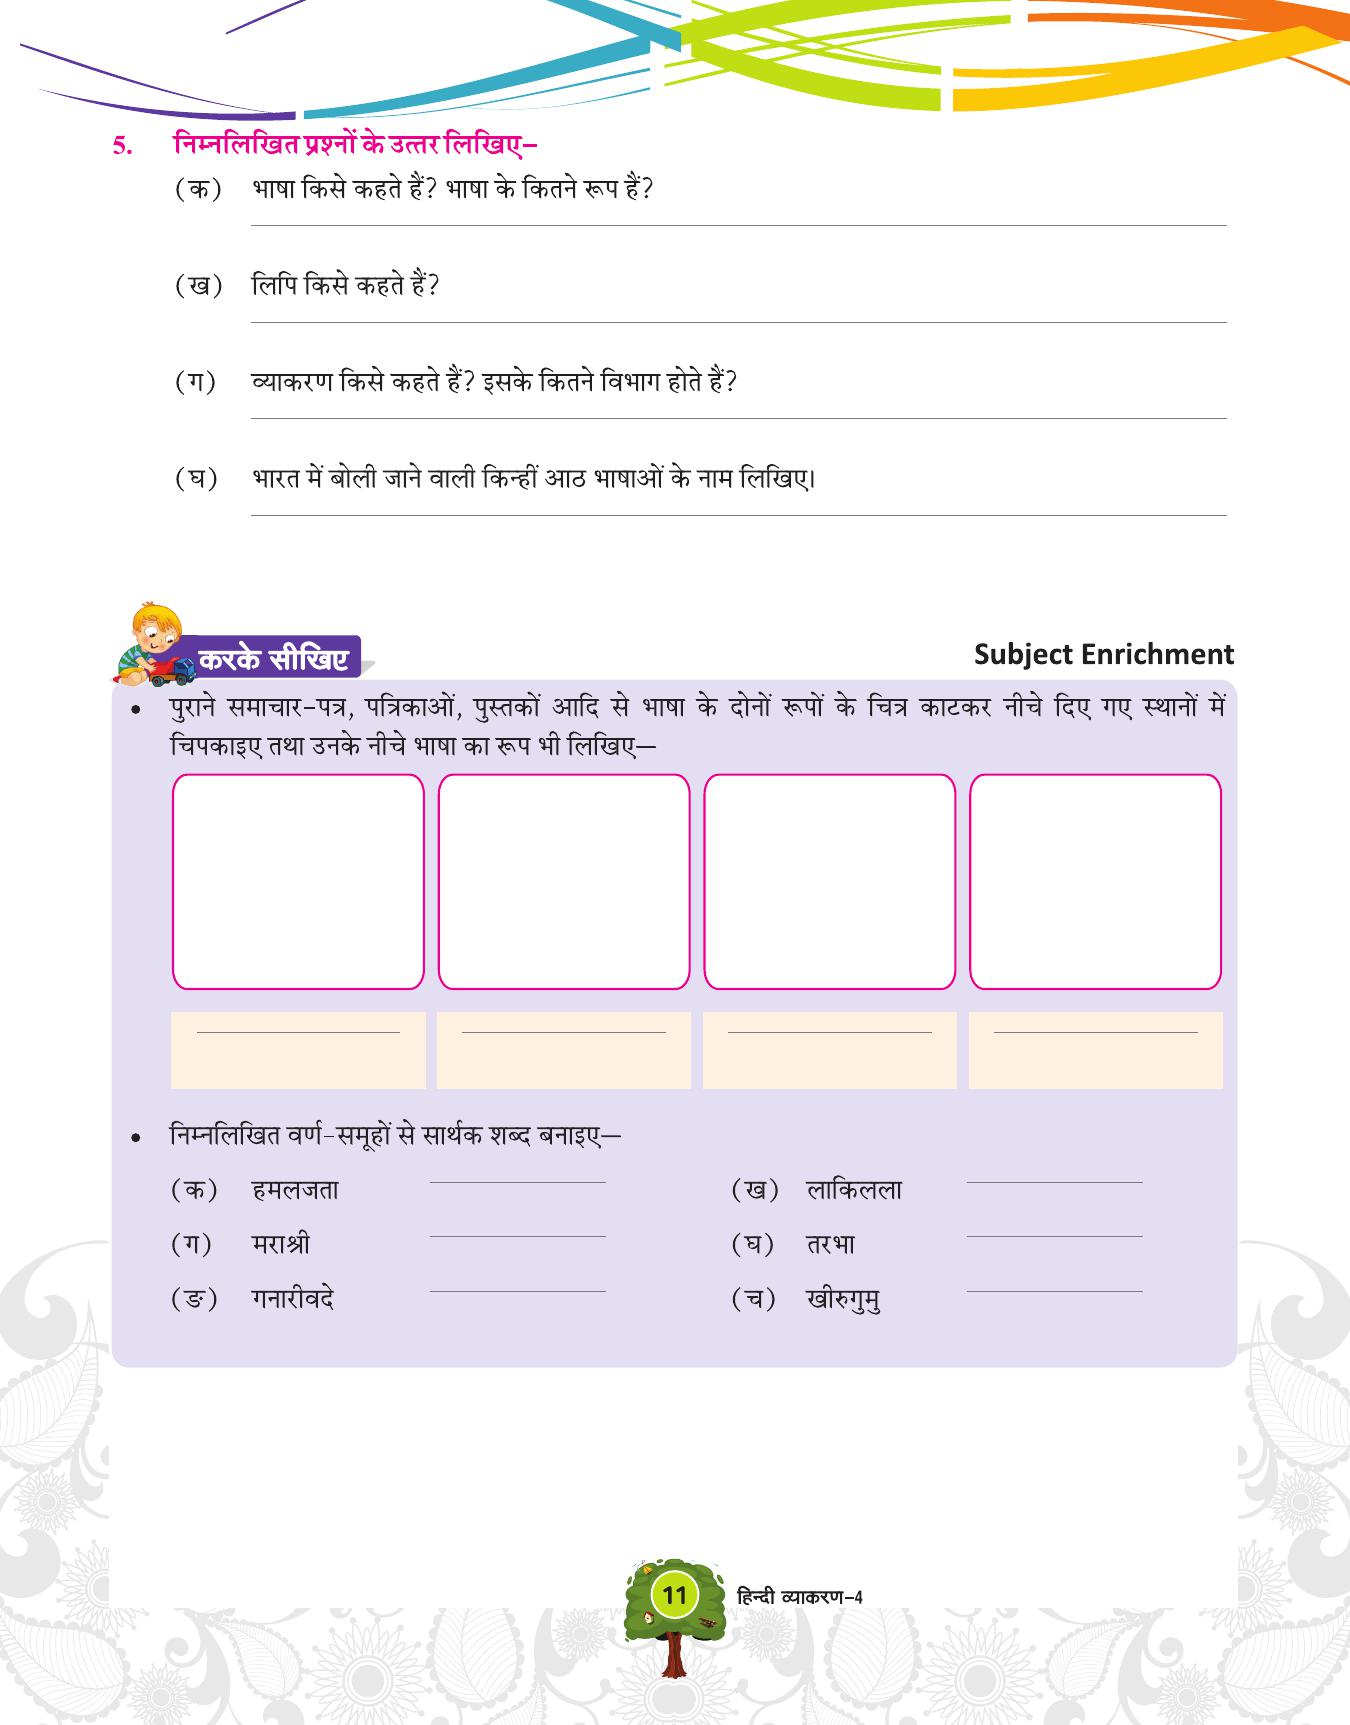 5. निम्नलिखित प्रश्नों के उत्तर लिखिए–
(क) भाषा किसे कहते हैं? भाषा के कितने रूप हैं?
(ख) लिपि किसे कहते हैं?
(ग) व्याकरण किसे कहते हैं? इसके कितने विभाग होते हैं?
(घ) भारत में बोली जाने वाली किन्हीं आठ भाषाओं के नाम लिखिए।
करके सीखिए Subject Enrichment
• पुराने समाचार-पत्र, पत्रिकाओं, पुस्तकों आदि से भाषा के दोनों रूपों के चित्र काटकर नीचे दिए गए स्थानों में
चिपकाइए तथा उनके नीचे भाषा का रूप भी लिखिए—
• निम्नलिखित वर्ण-समूहों से सार्थक शब्द बनाइए—
(क) हमलजता (ख) लाकिलला
(ग) मराश्री (घ) तरभा
(ङ) गनारीवदे (च) खीरुगुमु
11 हिन्दी व्याकरण-4